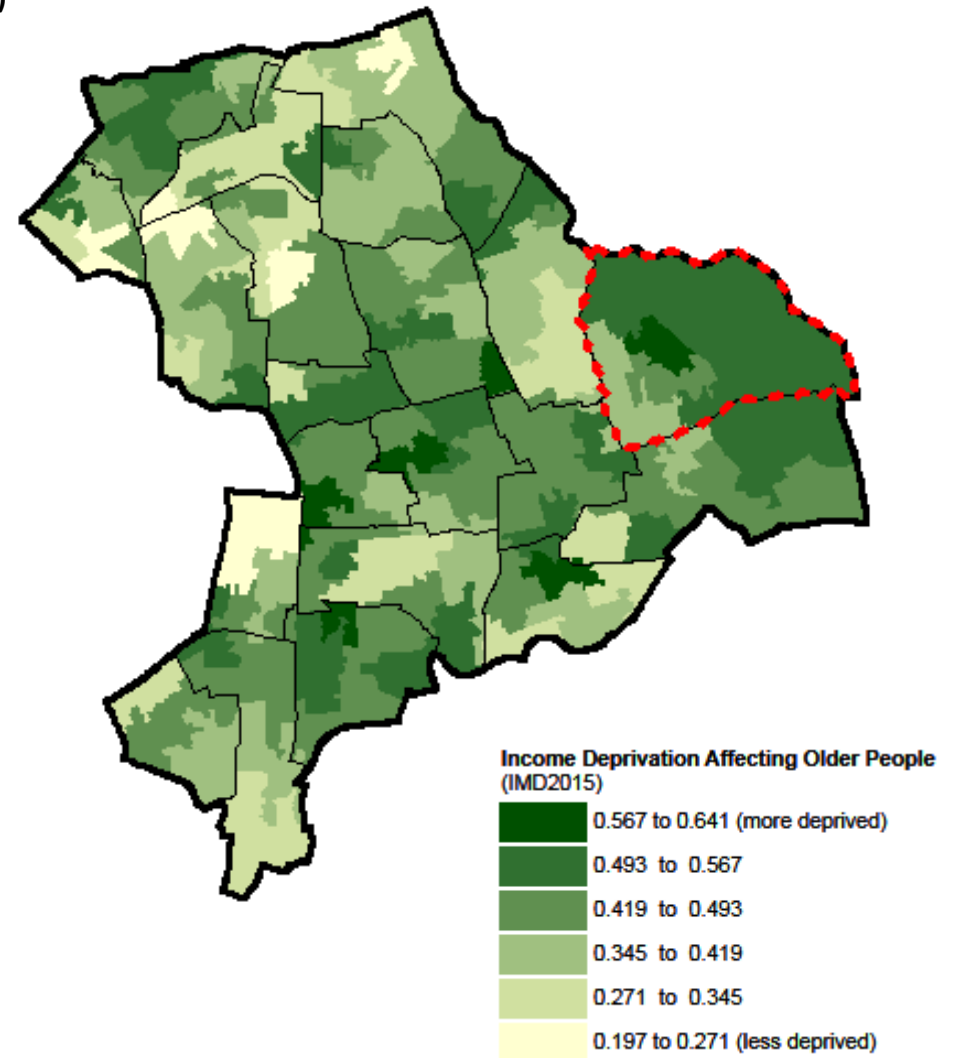 Income Deprivation Affecting Older People
(IMD2015)
0.567 to 0.641 (more deprived)
0.493 to 0.567
0.419 to 0.493
0.345 to 0.419
0.271 to 0.345
0.197 to 0.271 (less deprived)